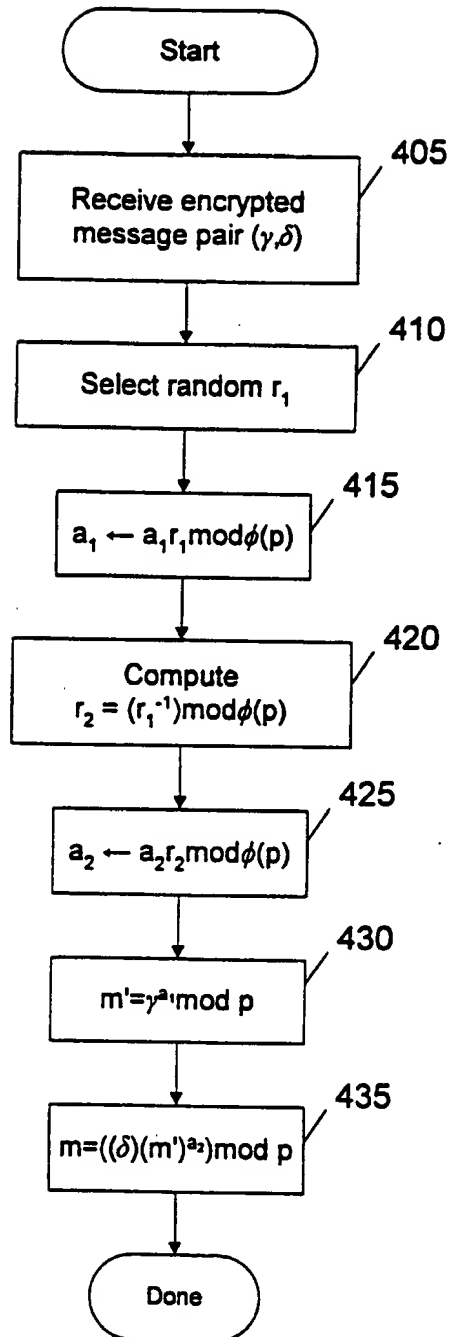 Start
405
Receive encrypted
message pair (γ,δ)
410
Select random r₁
415
a₁ ← a₁r₁modϕ(p)
420
Compute
r₂ = (r₁⁻¹)modϕ(p)
425
a₂ ← a₂r₂modϕ(p)
430
m'=γ^a₁mod p
435
m=((δ)(m')^a₂)mod p
Done